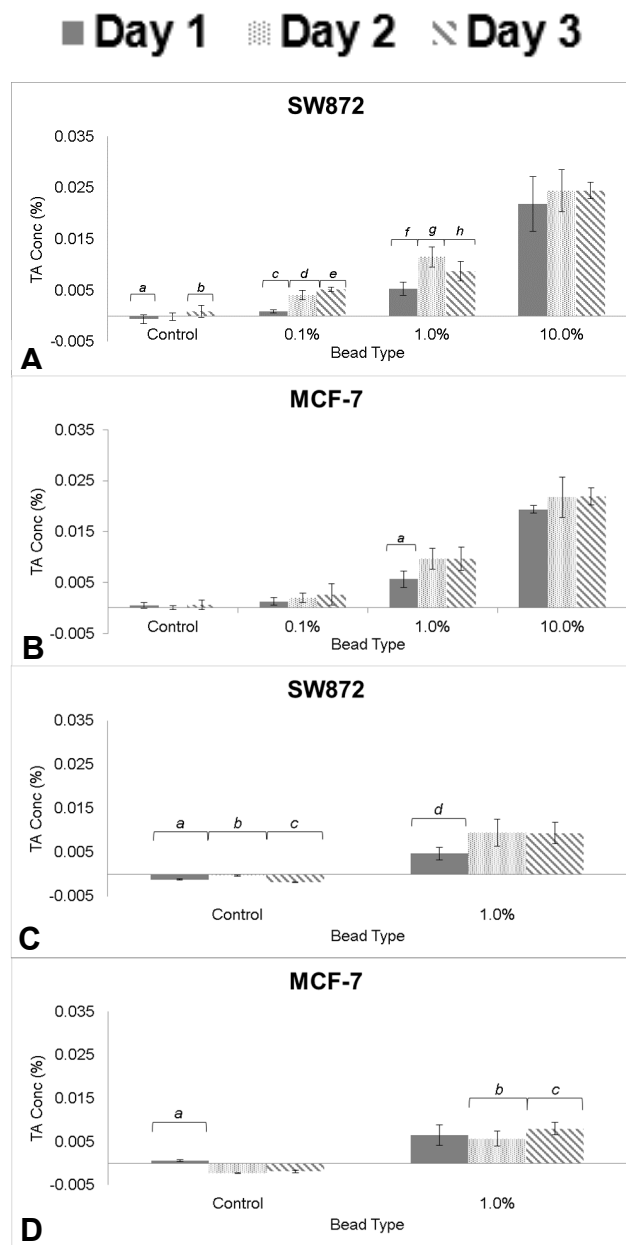 Day 1 Day 2 Day 3
SW872
0.035
0.025
0.015
0.005
-0.005
TA Conc (%)
a b c d e f g h
Control 0.1% 1.0% 10.0%
Bead Type
A
MCF-7
0.035
0.025
0.015
0.005
-0.005
TA Conc (%)
a
Control 0.1% 1.0% 10.0%
Bead Type
B
SW872
0.035
0.025
0.015
0.005
-0.005
TA Conc (%)
a b c d
Control 1.0%
Bead Type
C
MCF-7
0.035
0.025
0.015
0.005
-0.005
TA Conc (%)
a b c
Control 1.0%
Bead Type
D